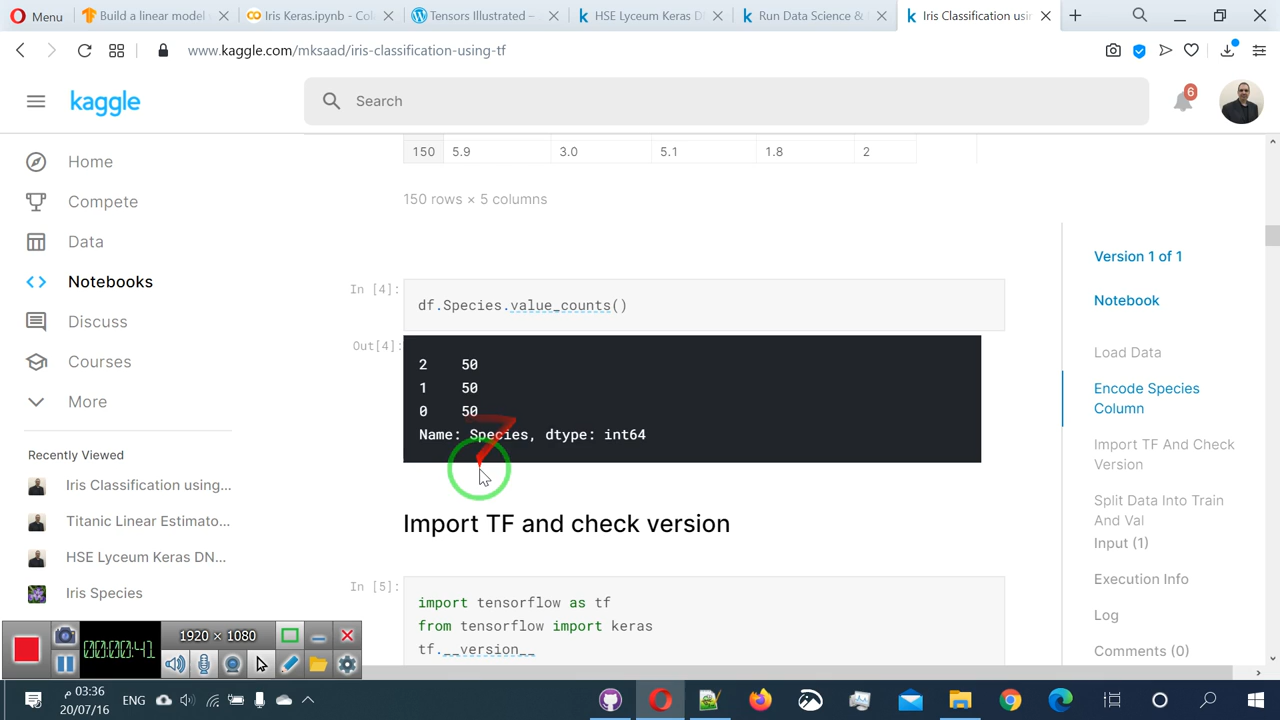 Menu
Build a linear model
Iris Keras.ipynb - Col
Tensors Illustrated –
HSE Lyceum Keras D
Run Data Science &
Iris Classification usin
www.kaggle.com/mksaad/iris-classification-using-tf
kaggle
Search
6
Home
Compete
Data
Notebooks
Discuss
Courses
More
Recently Viewed
Iris Classification using...
Titanic Linear Estimato...
HSE Lyceum Keras DN...
Iris Species
150 5.9 3.0 5.1 1.8 2
150 rows × 5 columns
In [4]:
df.Species.value_counts()
Out[4]:
2 50
1 50
0 50
Name: Species, dtype: int64
Import TF and check version
In [5]:
import tensorflow as tf
from tensorflow import keras
tf.__version__
Version 1 of 1
Notebook
Load Data
Encode Species
Column
Import TF And Check
Version
Split Data Into Train
And Val
Input (1)
Execution Info
Log
Comments (0)
00:00:41
1920 × 1080
03:36 م
20/07/16
ENG